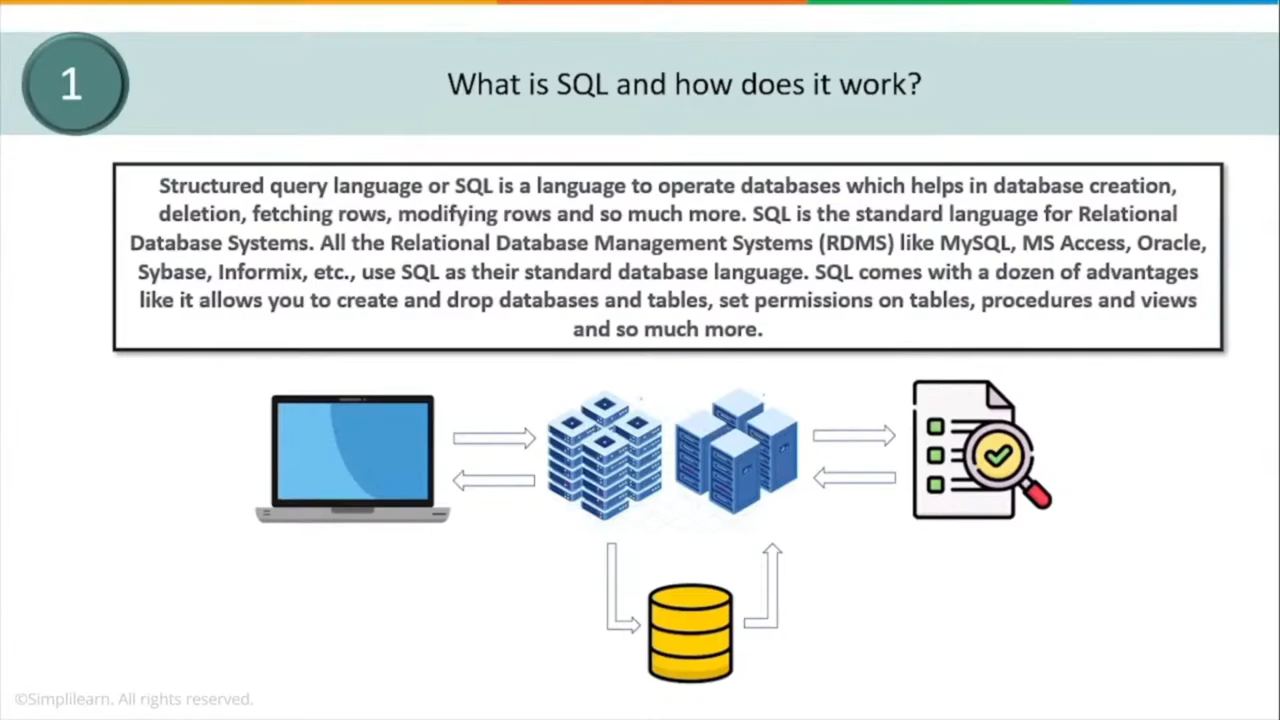 1
What is SQL and how does it work?
Structured query language or SQL is a language to operate databases which helps in database creation,
deletion, fetching rows, modifying rows and so much more. SQL is the standard language for Relational
Database Systems. All the Relational Database Management Systems (RDMS) like MySQL, MS Access, Oracle,
Sybase, Informix, etc., use SQL as their standard database language. SQL comes with a dozen of advantages
like it allows you to create and drop databases and tables, set permissions on tables, procedures and views
and so much more.
©Simplilearn. All rights reserved.